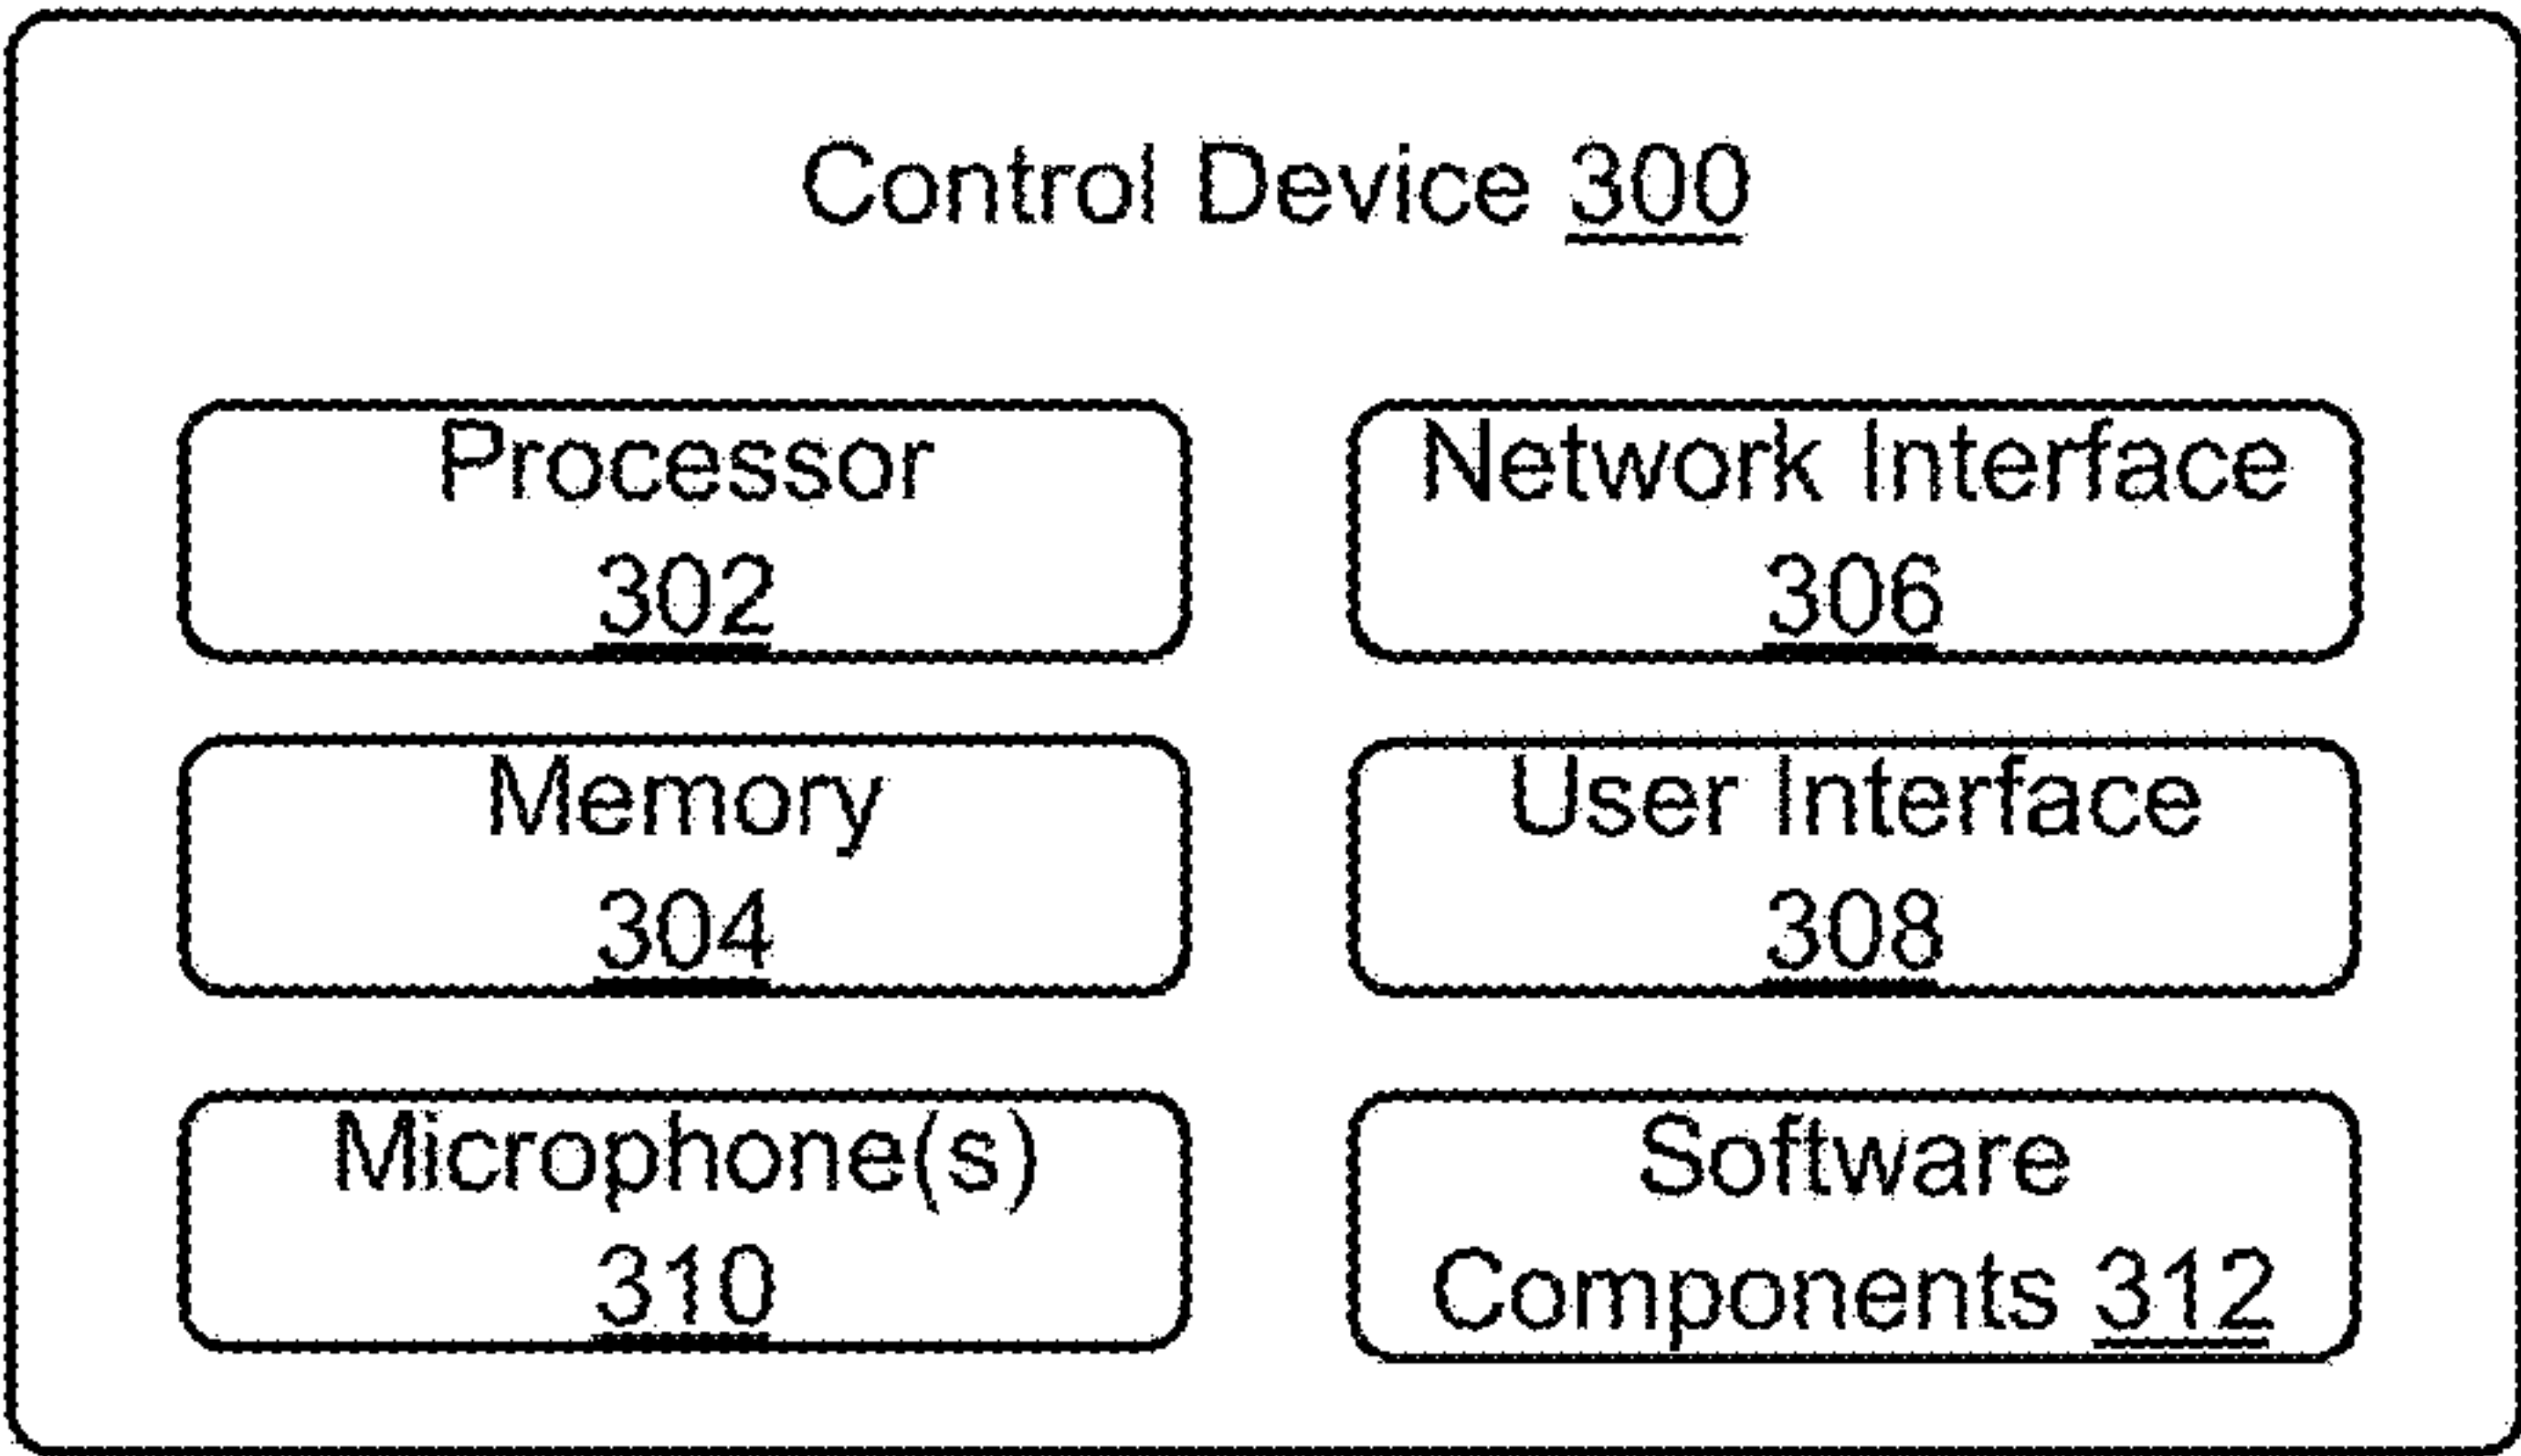 Control Device 300
Processor
302
Network Interface
306
Memory
304
User Interface
308
Microphone(s)
310
Software
Components 312